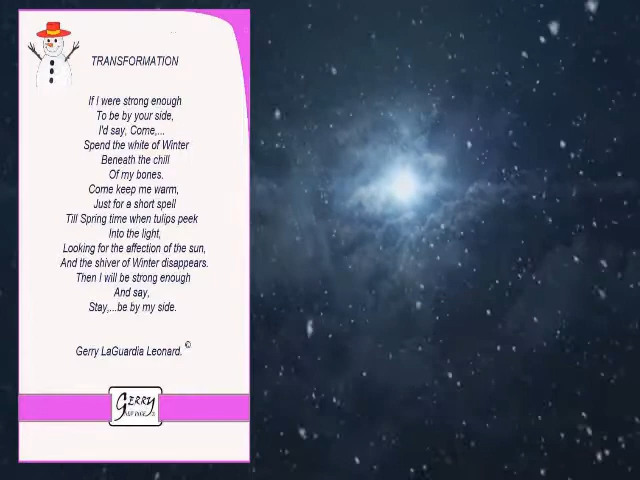 TRANSFORMATION
If I were strong enough
To be by your side,
I'd say, Come,...
Spend the white of Winter
Beneath the chill
Of my bones.
Come keep me warm,
Just for a short spell
Till Spring time when tulips peek
Into the light,
Looking for the affection of the sun,
And the shiver of Winter disappears.
Then I will be strong enough
And say,
Stay,...be by my side.
Gerry LaGuardia Leonard. ©
GERRY